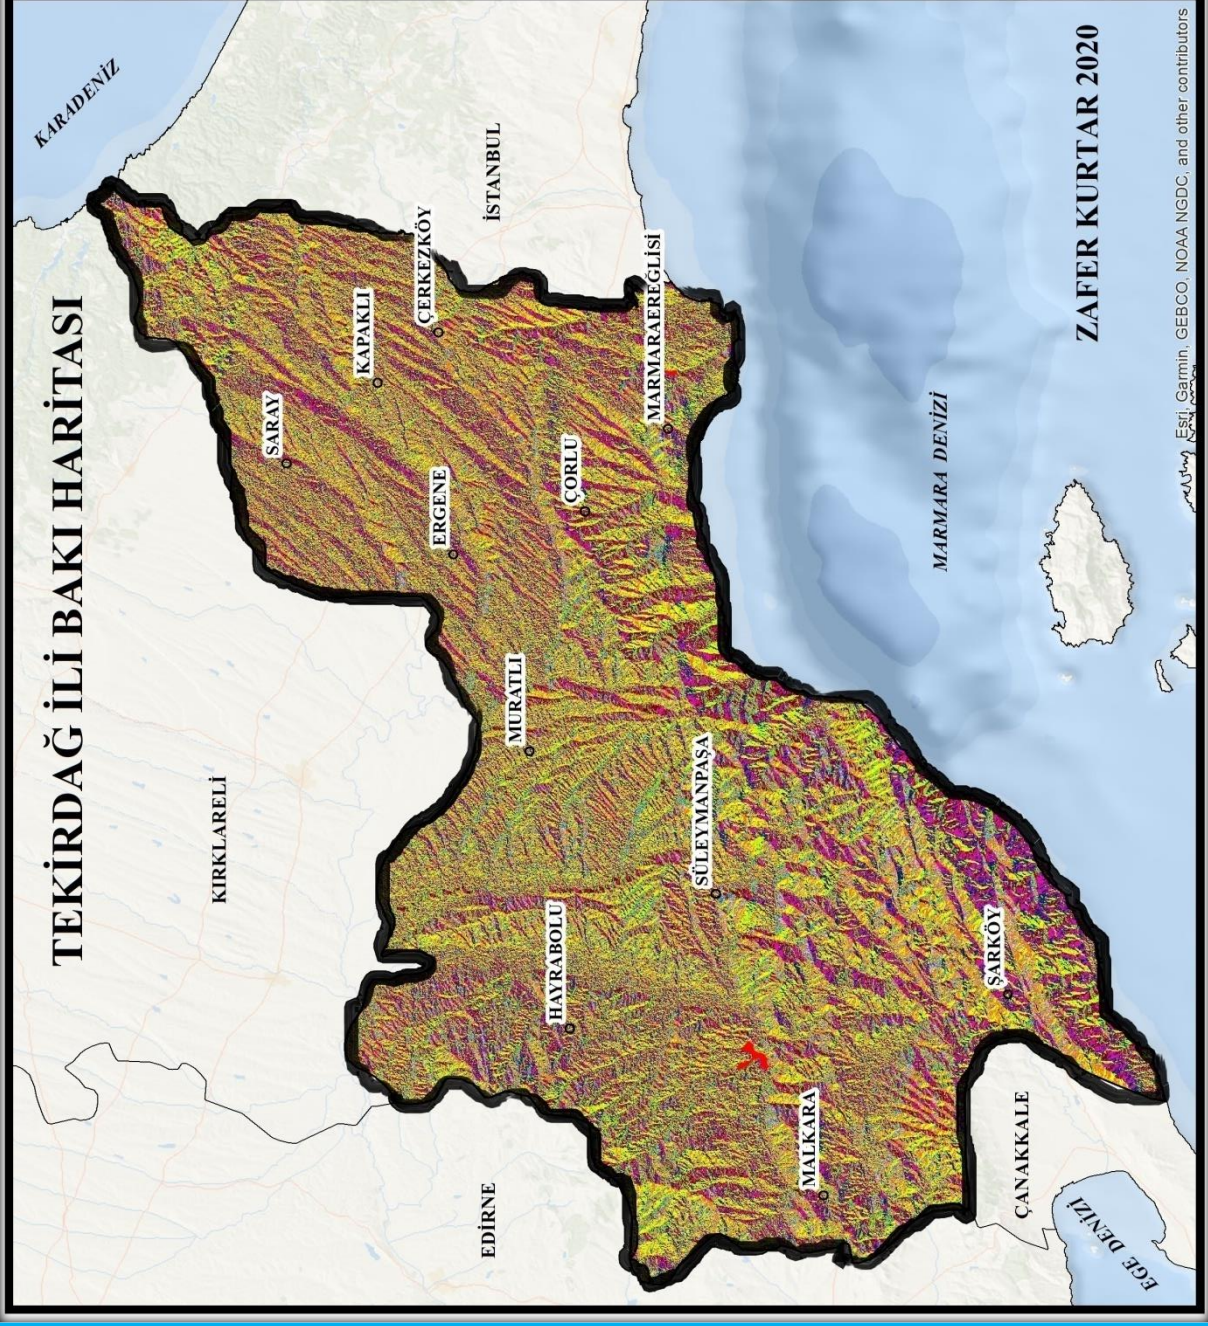 TEKİRDAĞ İLİ BAKI HARİTASI
KARADENİZ
KIRKLARELİ
SARAY
KAPAKLI
ÇERKEZKÖY
İSTANBUL
ERGENE
MURATLI
ÇORLU
MARMARAEREĞLİSİ
HAYRABOLU
SÜLEYMANPAŞA
EDİRNE
MALKARA
ŞARKÖY
MARMARA DENİZİ
ÇANAKKALE
EGE DENİZİ
ZAFER KURTAR 2020
Esri, Garmin, GEBCO, NOAA NGDC, and other contributors